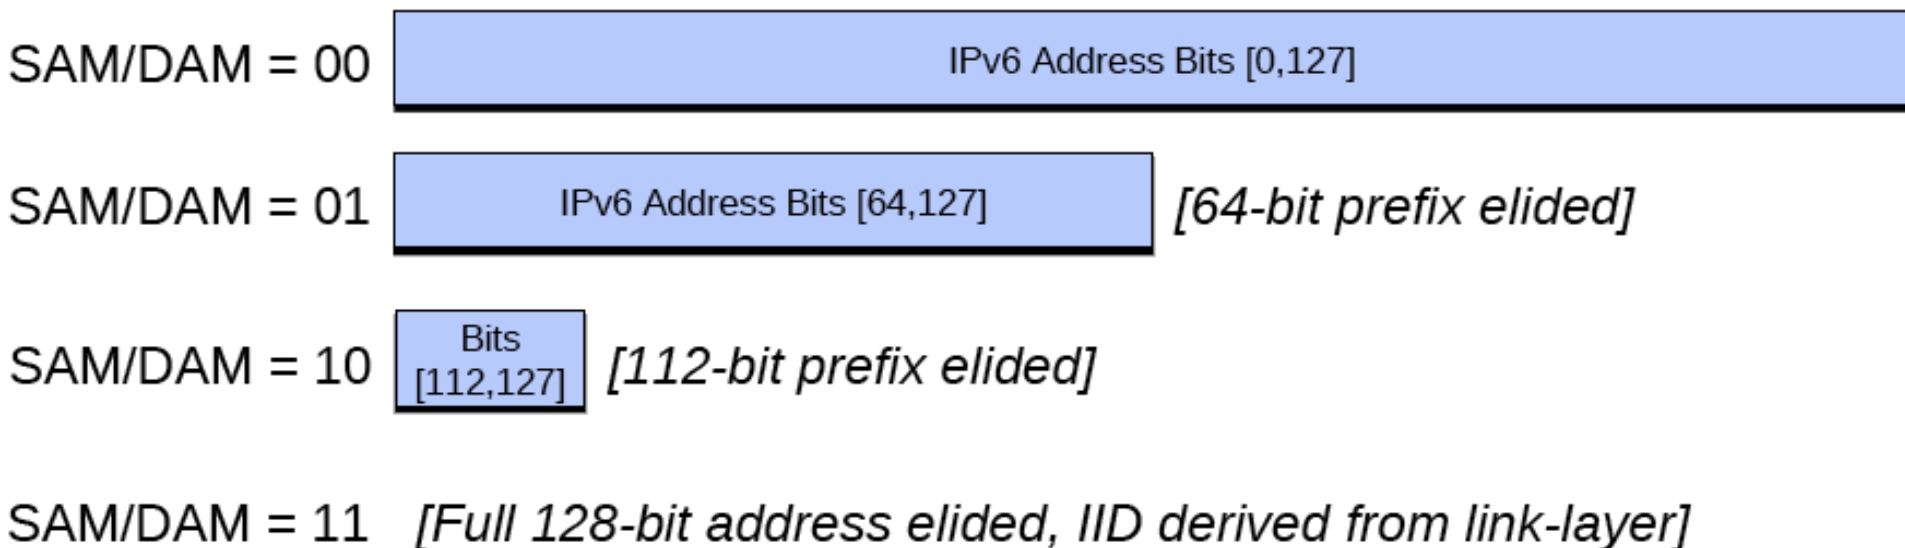 SAM/DAM = 00 IPv6 Address Bits [0,127]
SAM/DAM = 01 IPv6 Address Bits [64,127] [64-bit prefix elided]
SAM/DAM = 10 Bits
[112,127] [112-bit prefix elided]
SAM/DAM = 11 [Full 128-bit address elided, IID derived from link-layer]